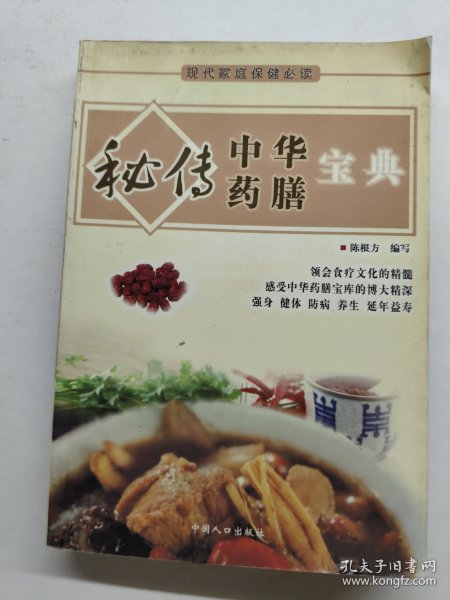 现代家庭保健必读
秘传中华药膳宝典
陈根方 编写
领会食疗文化的精髓
感受中华药膳宝库的博大精深
强身 健体 防病 养生 延年益寿
中国人口出版社
孔夫子旧书网
www.kongfz.com